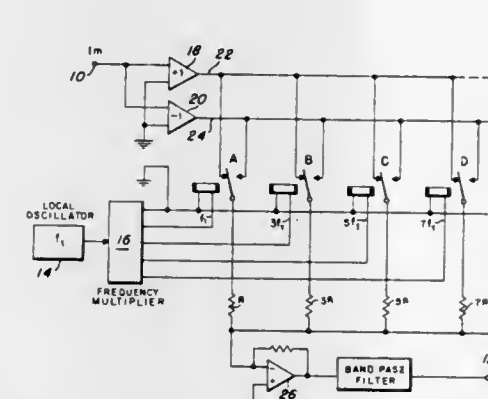 Im
18
22
10
+1
20
-1
24
A
B
C
D
LOCAL
OSCILLATOR
f₁
16
14
FREQUENCY
MULTIPLIER
f₁
3f₁
5f₁
7f₁
R
3R
5R
7R
26
BAND PASS
FILTER